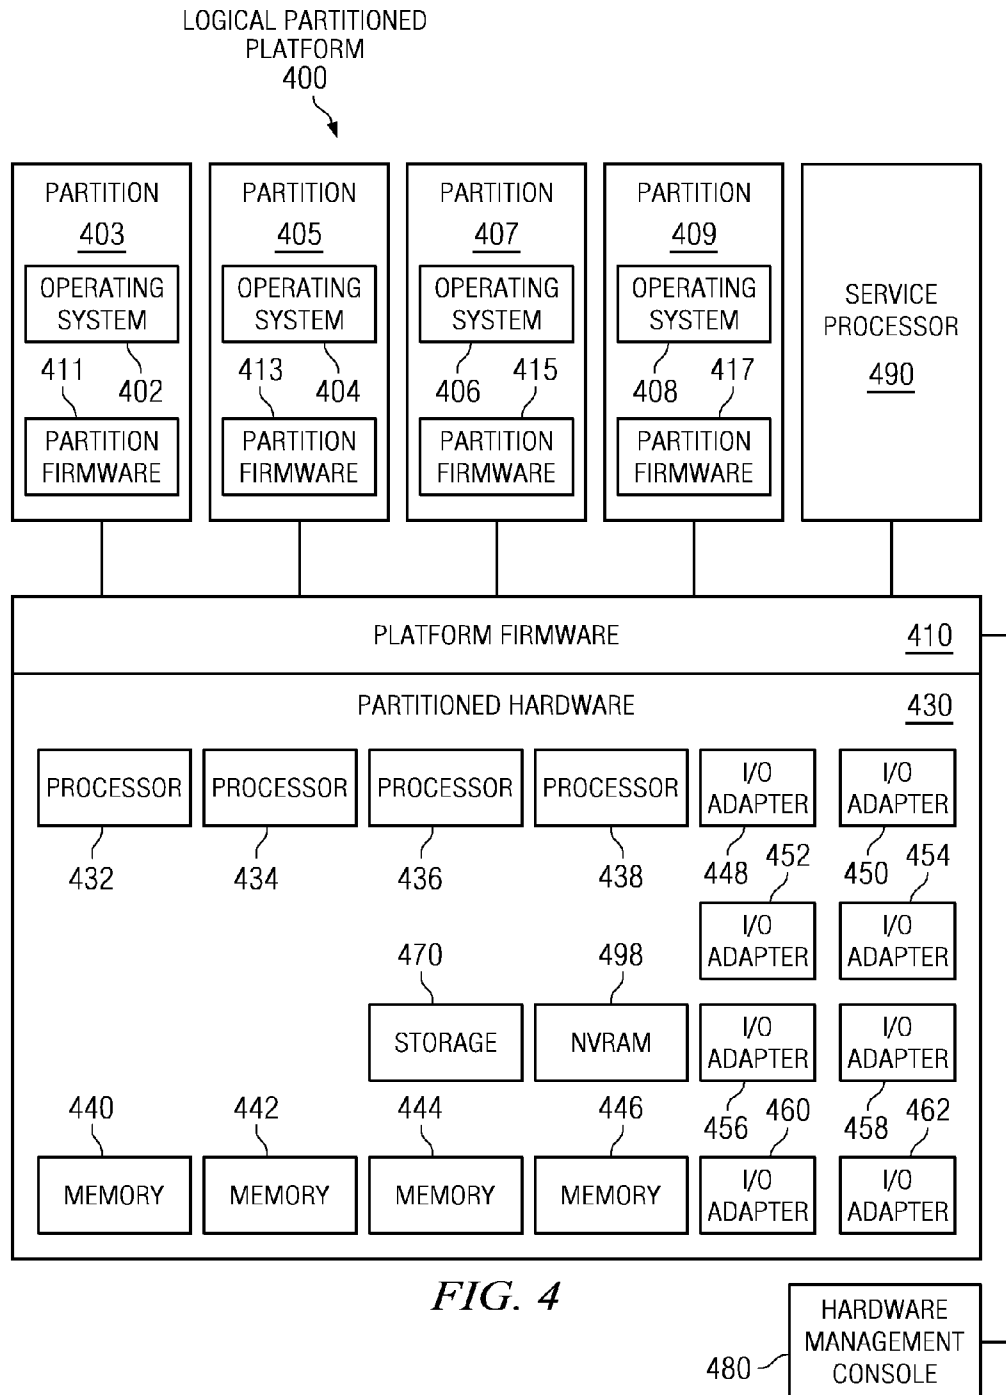 LOGICAL PARTITIONED
PLATFORM
400
PARTITION
403
OPERATING
SYSTEM
411
402
PARTITION
FIRMWARE
PARTITION
405
OPERATING
SYSTEM
413
404
PARTITION
FIRMWARE
PARTITION
407
OPERATING
SYSTEM
406
415
PARTITION
FIRMWARE
PARTITION
409
OPERATING
SYSTEM
408
417
PARTITION
FIRMWARE
SERVICE
PROCESSOR
490
PLATFORM FIRMWARE
410
PARTITIONED HARDWARE
430
PROCESSOR
432
PROCESSOR
434
PROCESSOR
436
PROCESSOR
438
I/O
ADAPTER
448
I/O
ADAPTER
450
452
I/O
ADAPTER
454
I/O
ADAPTER
470
STORAGE
498
NVRAM
I/O
ADAPTER
456
I/O
ADAPTER
458
440
MEMORY
442
MEMORY
444
MEMORY
446
MEMORY
460
I/O
ADAPTER
462
I/O
ADAPTER
FIG. 4
HARDWARE
MANAGEMENT
CONSOLE
480